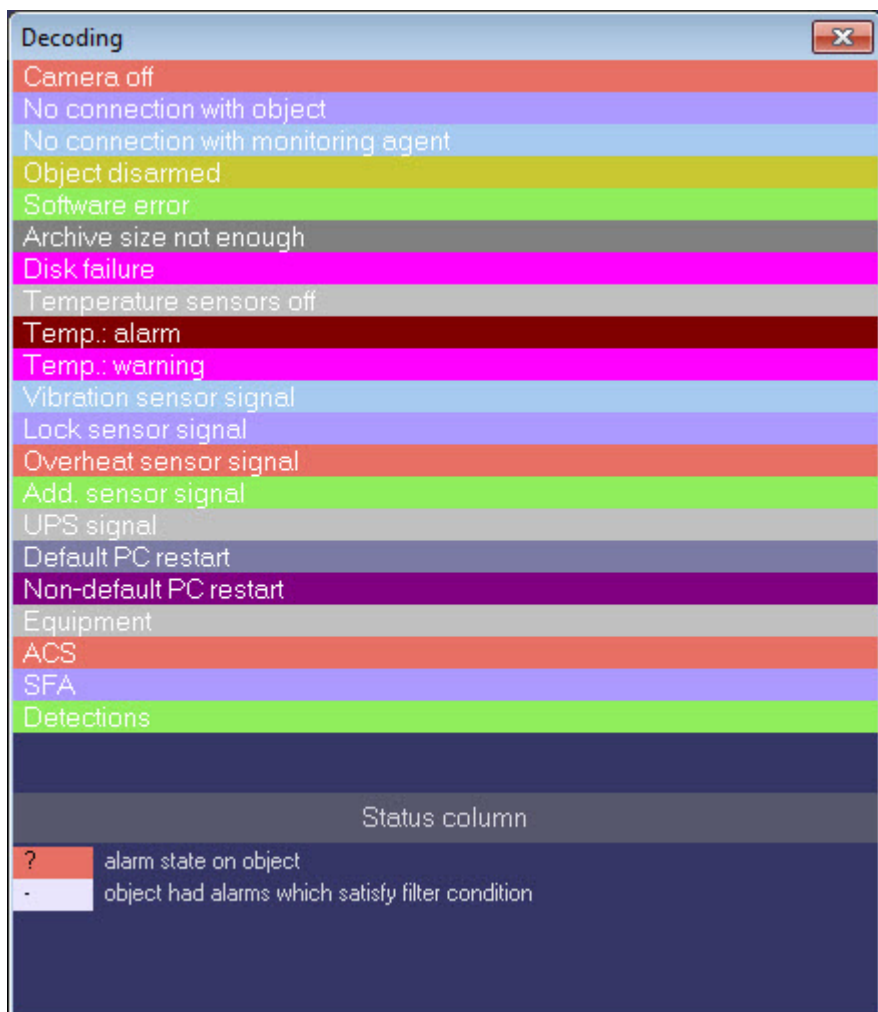 Decoding
Camera off
No connection with object
No connection with monitoring agent
Object disarmed
Software error
Archive size not enough
Disk failure
Temperature sensors off
Temp.: alarm
Temp.: warning
Vibration sensor signal
Lock sensor signal
Overheat sensor signal
Add. sensor signal
UPS signal
Default PC restart
Non-default PC restart
Equipment
ACS
SFA
Detections
Status column
? alarm state on object
- object had alarms which satisfy filter condition